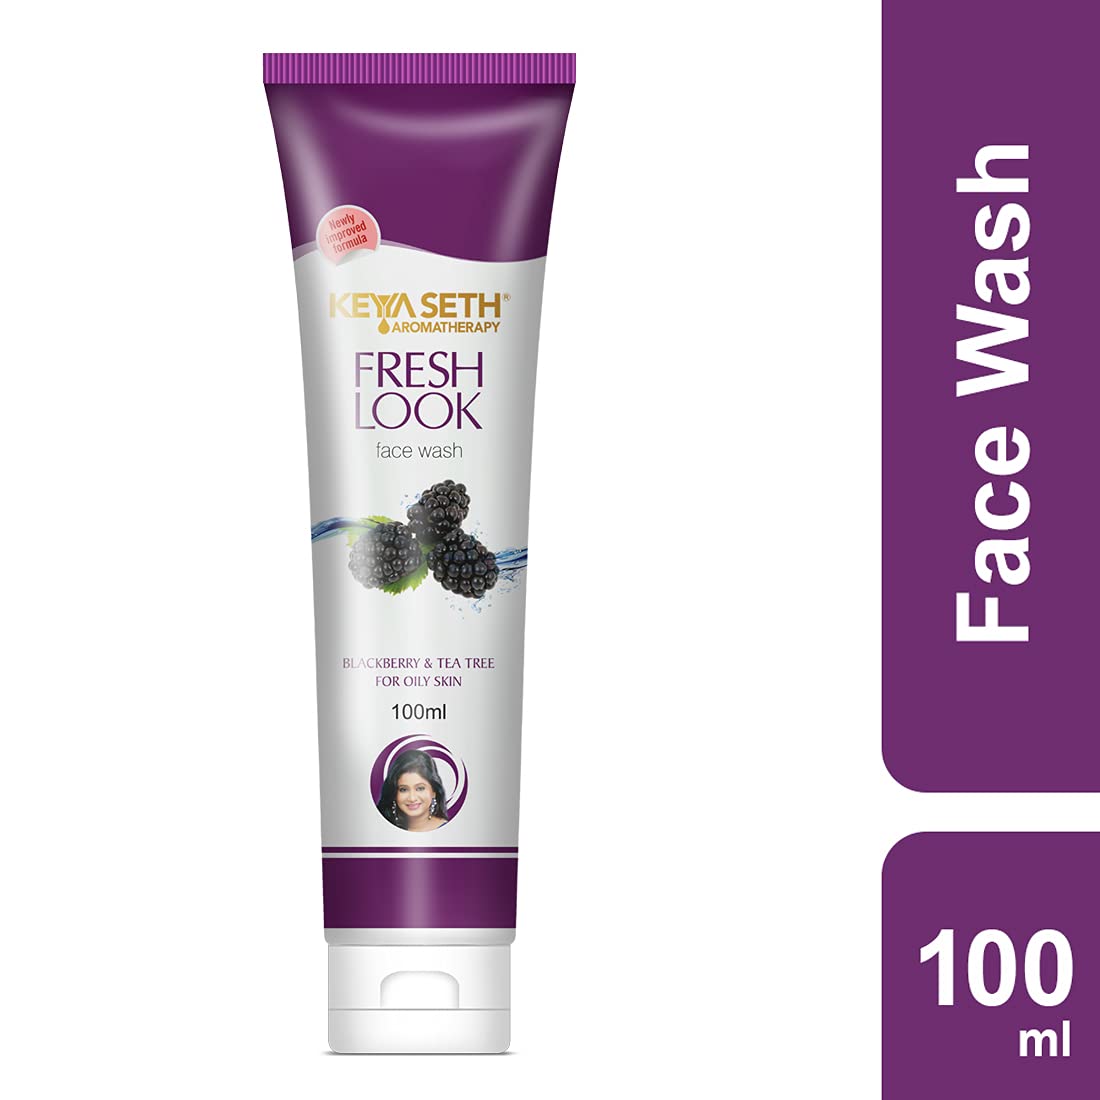 Newly
improved
formula
KEYA SETH®
AROMATHERAPY
FRESH
LOOK
face wash
BLACKBERRY & TEA TREE
FOR OILY SKIN
100ml
Face Wash
100
ml